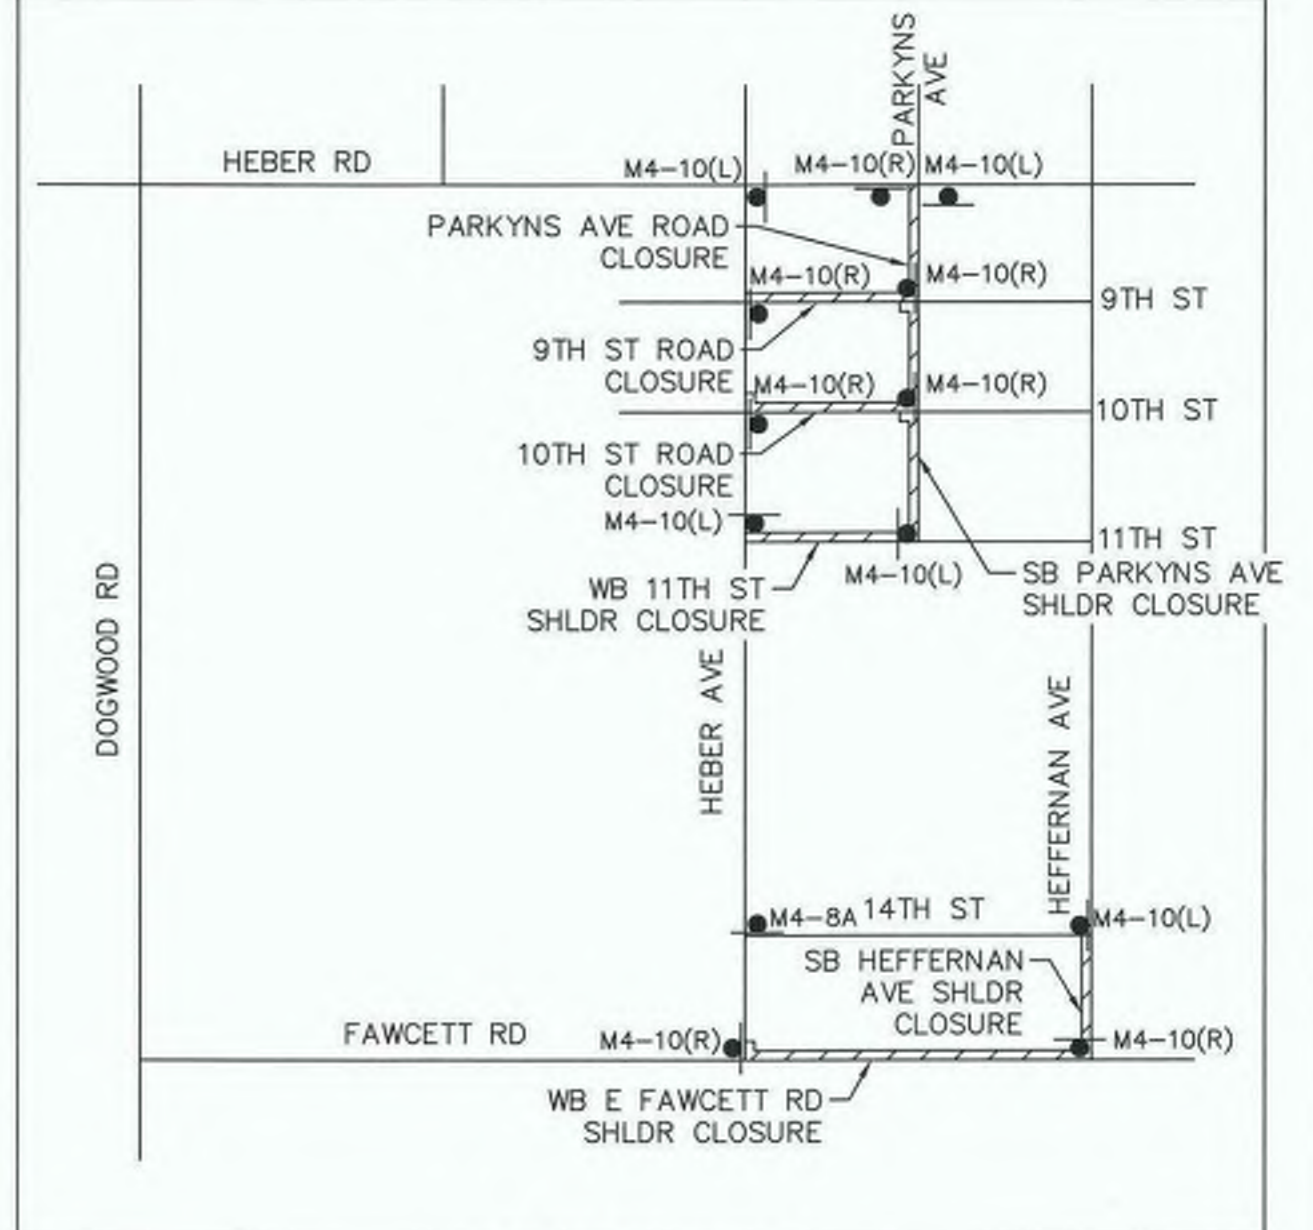 PARKYNS
AVE
HEBER RD
M4-10(L)
M4-10(R)
M4-10(L)
PARKYNS AVE ROAD
CLOSURE
M4-10(R)
M4-10(R)
9TH ST
9TH ST ROAD
CLOSURE
M4-10(R)
M4-10(R)
10TH ST
10TH ST ROAD
CLOSURE
M4-10(L)
11TH ST
M4-10(L)
WB 11TH ST
SHLDR CLOSURE
SB PARKYNS AVE
SHLDR CLOSURE
DOGWOOD RD
HEBER AVE
HEFFERNAN AVE
M4-8A
14TH ST
M4-10(L)
SB HEFFERNAN
AVE SHLDR
CLOSURE
FAWCETT RD
M4-10(R)
M4-10(R)
WB E FAWCETT RD
SHLDR CLOSURE